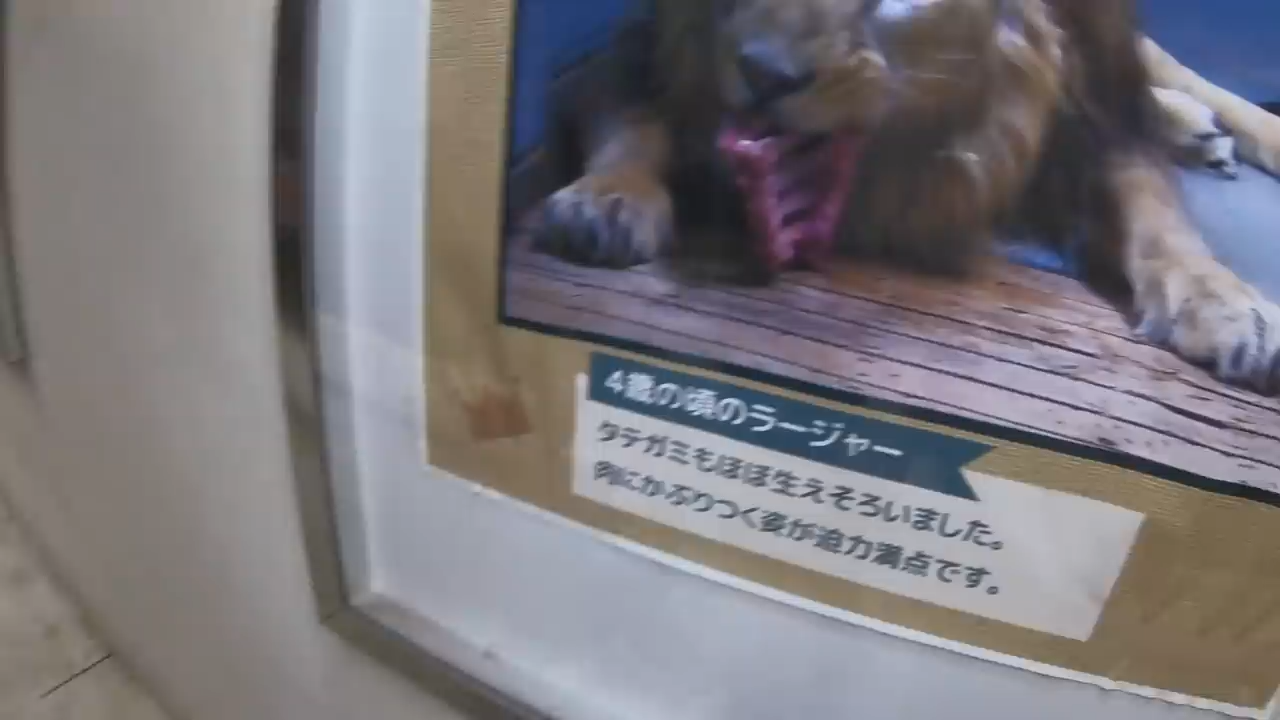 4歳の頃のラージャー
タテガミもほぼ生えそろいました。
肉にかぶりつく姿が迫力満点です。